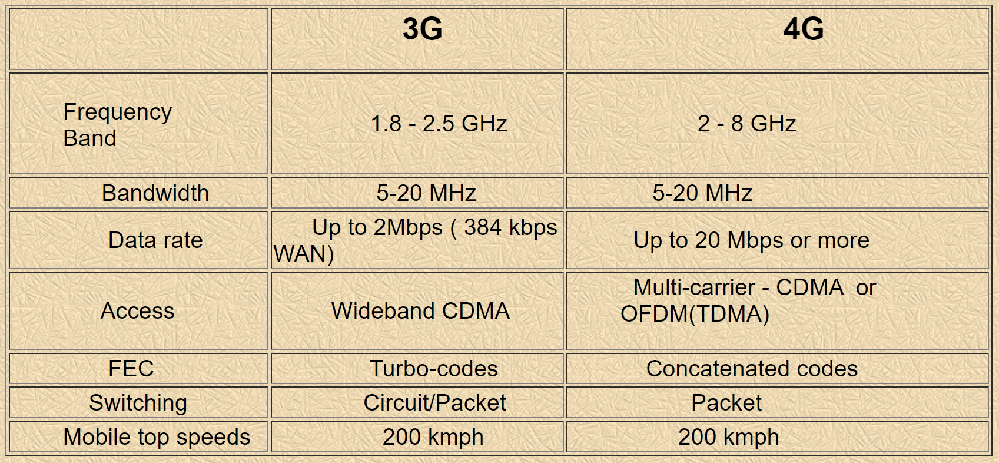 3G 4G
Frequency
Band
1.8 - 2.5 GHz
2 - 8 GHz
Bandwidth 5-20 MHz 5-20 MHz
Data rate
Up to 2Mbps ( 384 kbps
WAN)
Up to 20 Mbps or more
Access
Wideband CDMA
Multi-carrier - CDMA or
OFDM(TDMA)
FEC Turbo-codes Concatenated codes
Switching Circuit/Packet Packet
Mobile top speeds 200 kmph 200 kmph